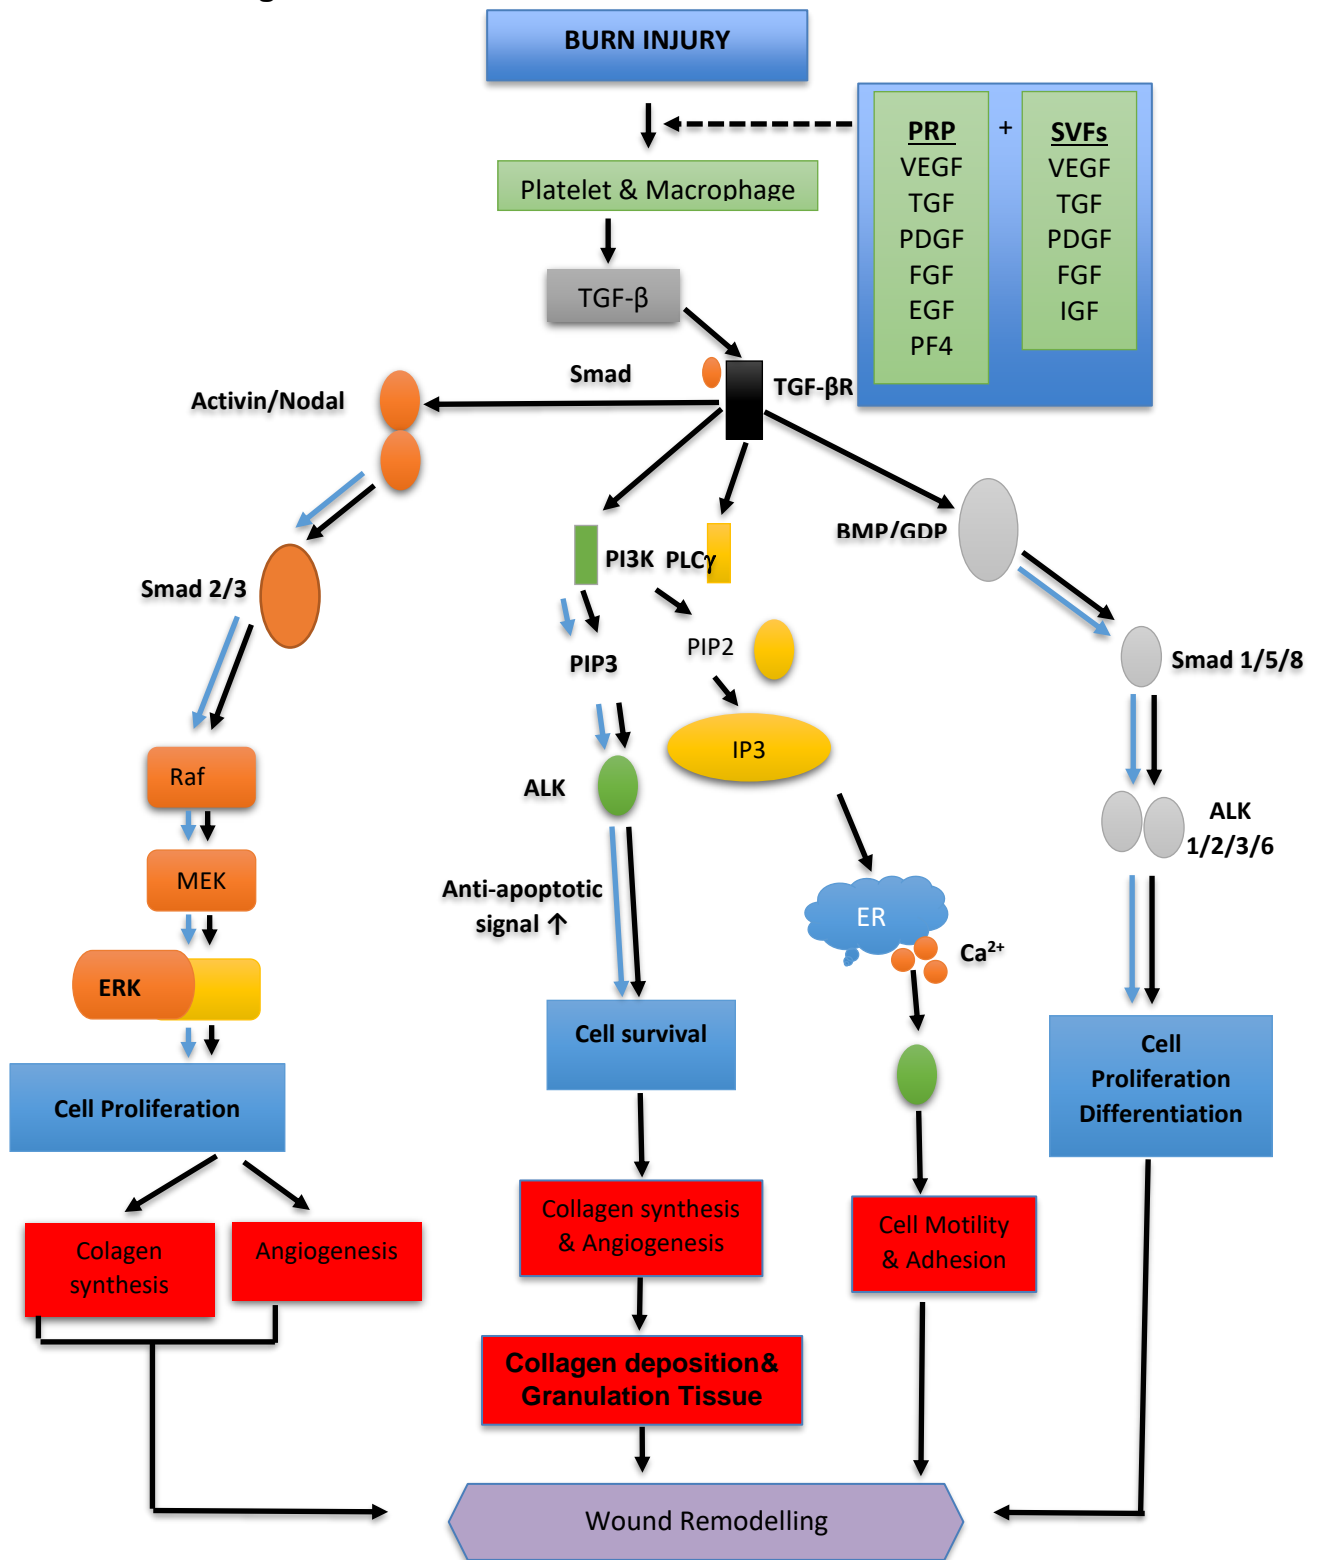 BURN INJURY
PRP
VEGF
TGF
PDGF
FGF
EGF
PF4
+
SVFs
VEGF
TGF
PDGF
FGF
IGF
Platelet & Macrophage
TGF-β
Smad
TGF-βR
Activin/Nodal
BMP/GDP
PI3K
PLCγ
Smad 2/3
PIP3
PIP2
Smad 1/5/8
IP3
Raf
ALK
ALK
1/2/3/6
MEK
Anti-apoptotic
signal ↑
ER
Ca²⁺
ERK
Cell survival
Cell
Proliferation
Differentiation
Cell Proliferation
Colagen
synthesis
Angiogenesis
Collagen synthesis
& Angiogenesis
Cell Motility
& Adhesion
Collagen deposition&
Granulation Tissue
Wound Remodelling